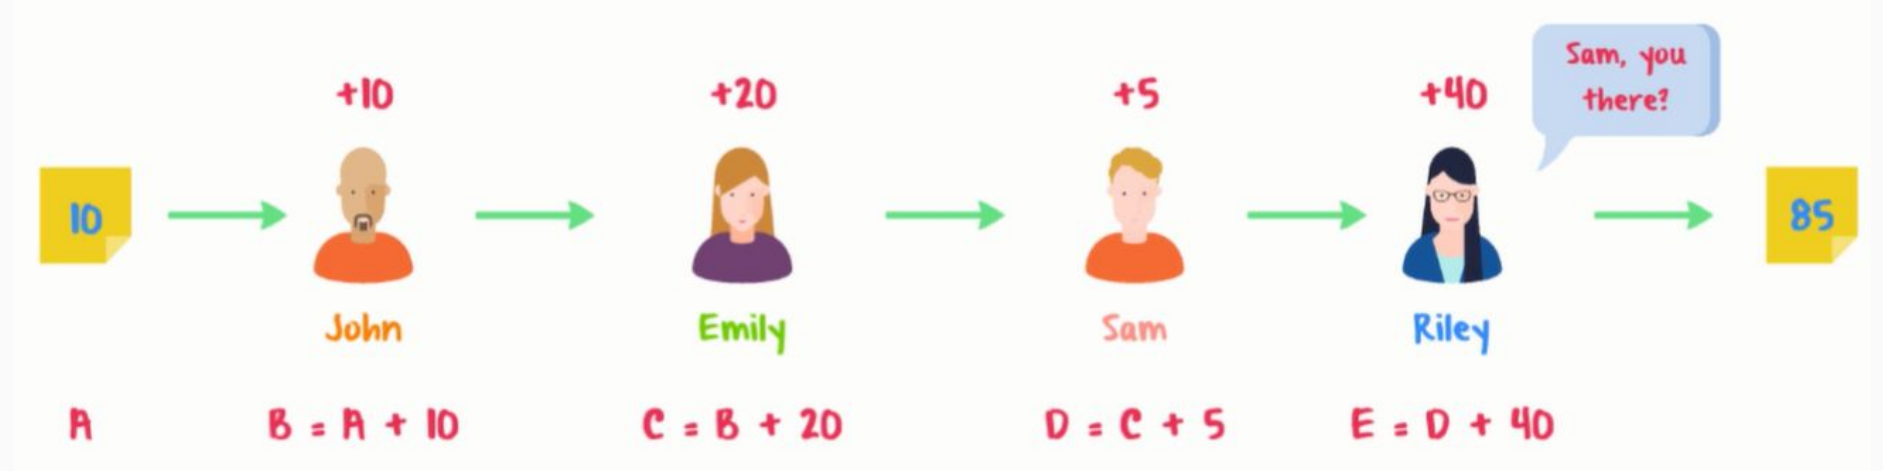 +10
+20
+5
+40
Sam, you
there?
10
85
John
Emily
Sam
Riley
A
B = A + 10
C = B + 20
D = C + 5
E = D + 40